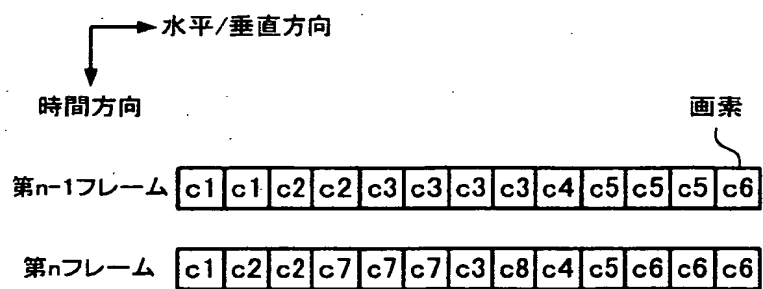 水平/垂直方向
時間方向
画素
第n-1フレーム c1 c1 c2 c2 c3 c3 c3 c3 c4 c5 c5 c5 c6
第nフレーム c1 c2 c2 c7 c7 c7 c3 c8 c4 c5 c6 c6 c6